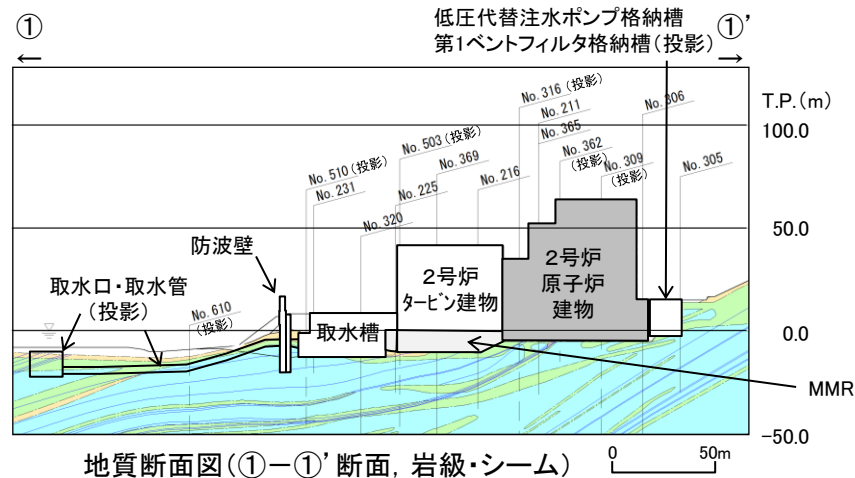 ①
低圧代替注水ポンプ格納槽
第1ベントフィルタ格納槽(投影)
①’
T.P.(m)
No. 316(投影)
No. 211
No. 365
No. 306
No. 362
(投影)
No. 309
(投影)
No. 305
100.0
No. 503(投影)
No. 369
No. 510(投影)
No. 231
No. 225
No. 216
No. 320
50.0
防波壁
2号炉
タービン建物
2号炉
原子炉
建物
取水口・取水管
(投影)
No. 610
(投影)
取水槽
0.0
MMR
-50.0
地質断面図(①-①’断面, 岩級・シーム)
0
50m